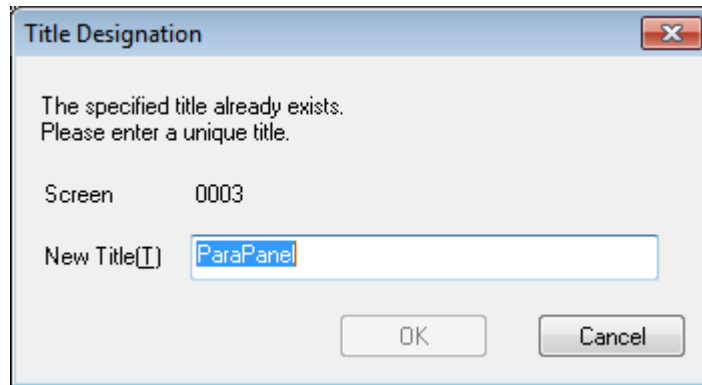 Title Designation
The specified title already exists.
Please enter a unique title.
Screen 0003
New Title(T) ParaPanel
OK Cancel